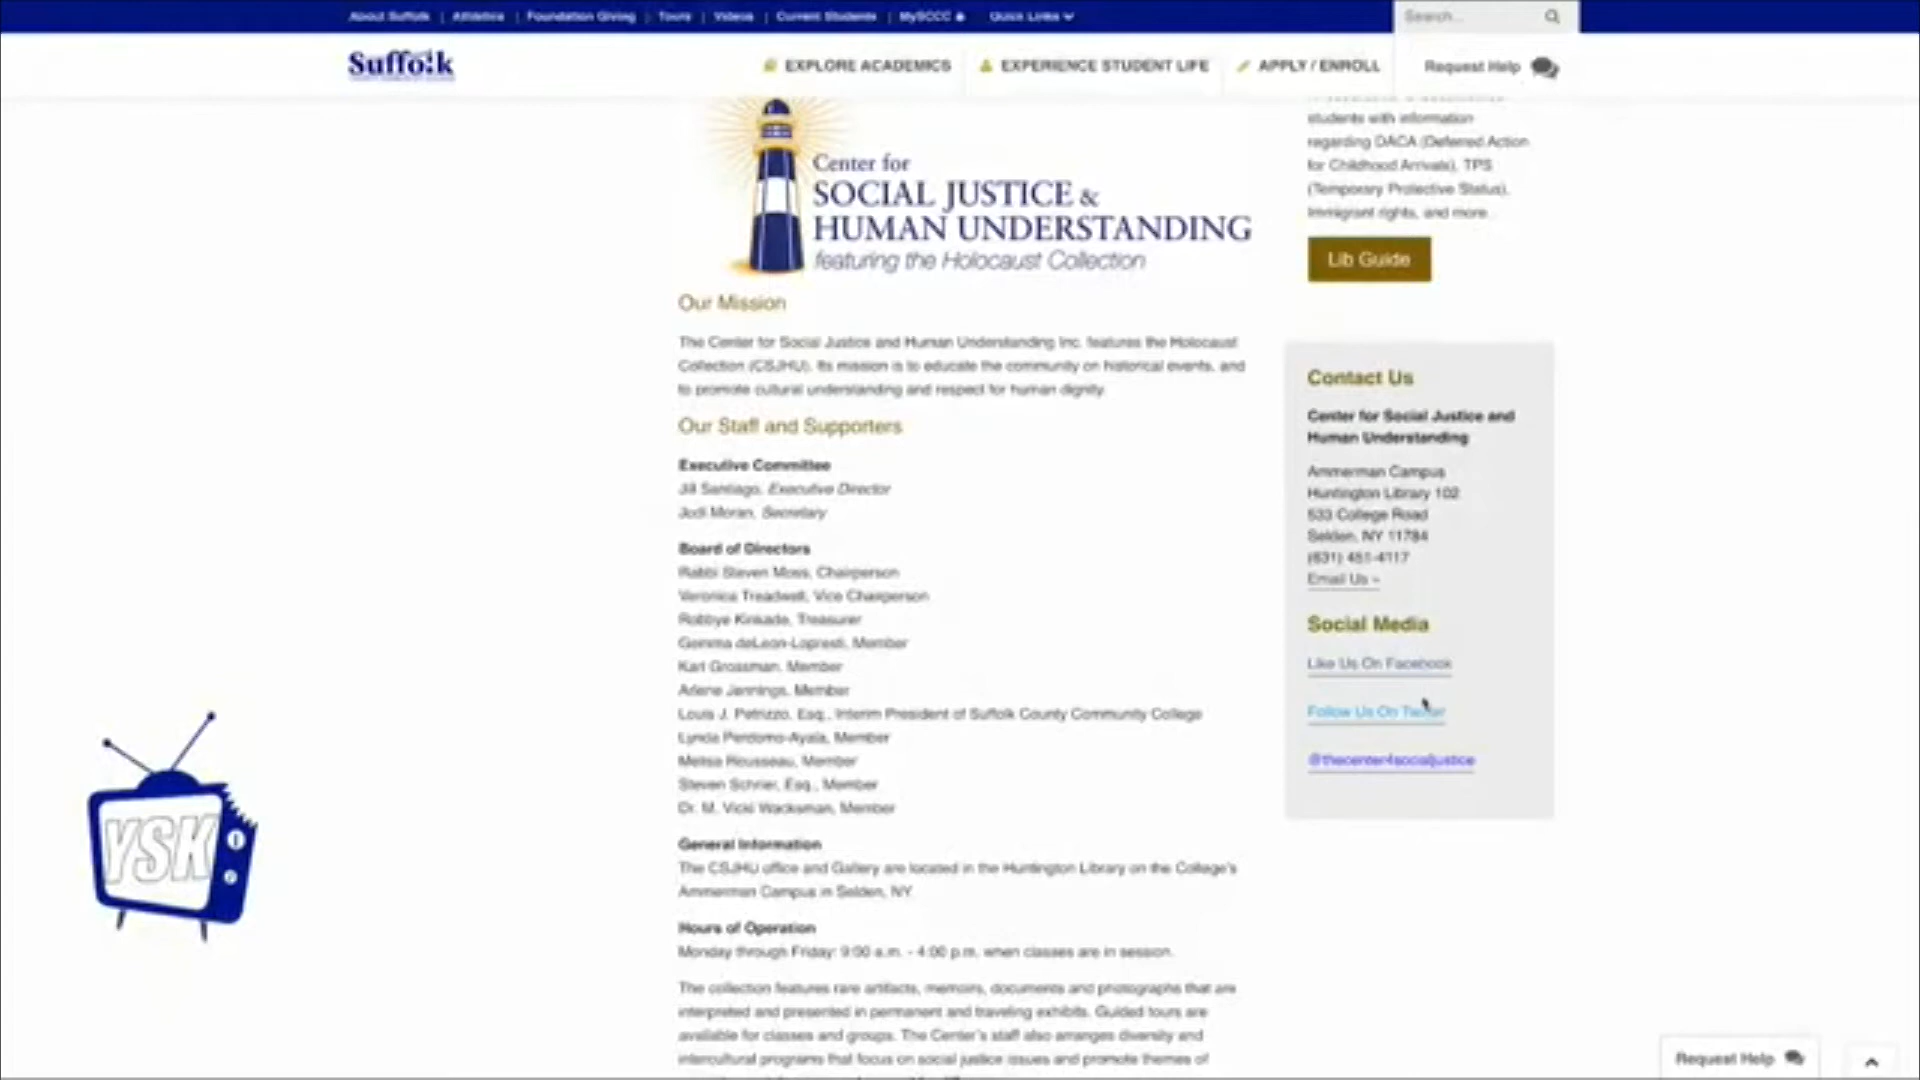 About Suffolk | Athletics | Foundation Giving | Tours | Videos | Current Students | MySCCC Quick Links
Search...
Suffolk
EXPLORE ACADEMICS
EXPERIENCE STUDENT LIFE
APPLY / ENROLL
Request Help
Center for
SOCIAL JUSTICE &
HUMAN UNDERSTANDING
featuring the Holocaust Collection
Our Mission
The Center for Social Justice and Human Understanding Inc. features the Holocaust
Collection (CSJHU). Its mission is to educate the community on historical events, and
to promote cultural understanding and respect for human dignity.
Our Staff and Supporters
Executive Committee
Jill Santiago, Executive Director
Jodi Moran, Secretary
Board of Directors
Rabbi Steven Moss, Chairperson
Veronica Treadwell, Vice Chairperson
Robbye Kinkade, Treasurer
Gemma deLeon-Lopresti, Member
Karl Grossman, Member
Arlene Jennings, Member
Louis J. Petrizzo, Esq., Interim President of Suffolk County Community College
Lynda Perdomo-Ayala, Member
Melisa Rousseau, Member
Steven Schrier, Esq., Member
Dr. M. Vicki Wacksman, Member
General Information
The CSJHU office and Gallery are located in the Huntington Library on the College's
Ammerman Campus in Selden, NY.
Hours of Operation
Monday through Friday: 9:00 a.m. - 4:00 p.m. when classes are in session.
The collection features rare artifacts, memoirs, documents and photographs that are
interpreted and presented in permanent and traveling exhibits. Guided tours are
available for classes and groups. The Center's staff also arranges diversity and
intercultural programs that focus on social justice issues and promote themes of
students with information
regarding DACA (Deferred Action
for Childhood Arrivals), TPS
(Temporary Protective Status),
Immigrant rights, and more.
Lib Guide
Contact Us
Center for Social Justice and
Human Understanding
Ammerman Campus
Huntington Library 102
533 College Road
Selden, NY 11784
(631) 451-4117
Email Us »
Social Media
Like Us On Facebook
Follow Us On Twitter
@thecenter4socialjustice
YSK
Request Help